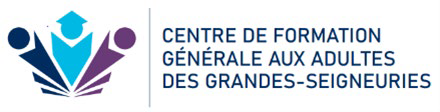 CENTRE DE FORMATION
GÉNÉRALE AUX ADULTES
DES GRANDES-SEIGNEURIES